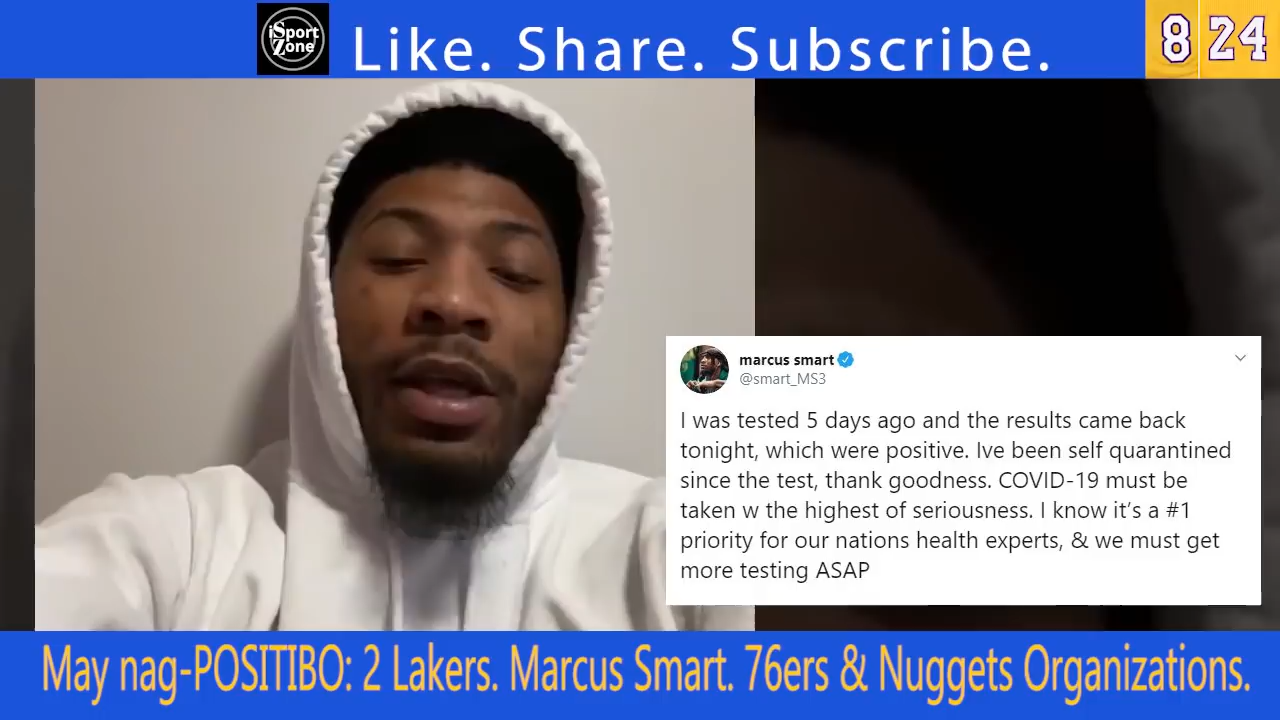 iSport
Zone
Like. Share. Subscribe.
8 24
marcus smart
@smart_MS3
I was tested 5 days ago and the results came back
tonight, which were positive. Ive been self quarantined
since the test, thank goodness. COVID-19 must be
taken w the highest of seriousness. I know it’s a #1
priority for our nations health experts, & we must get
more testing ASAP
May nag-POSITIBO: 2 Lakers. Marcus Smart. 76ers & Nuggets Organizations.